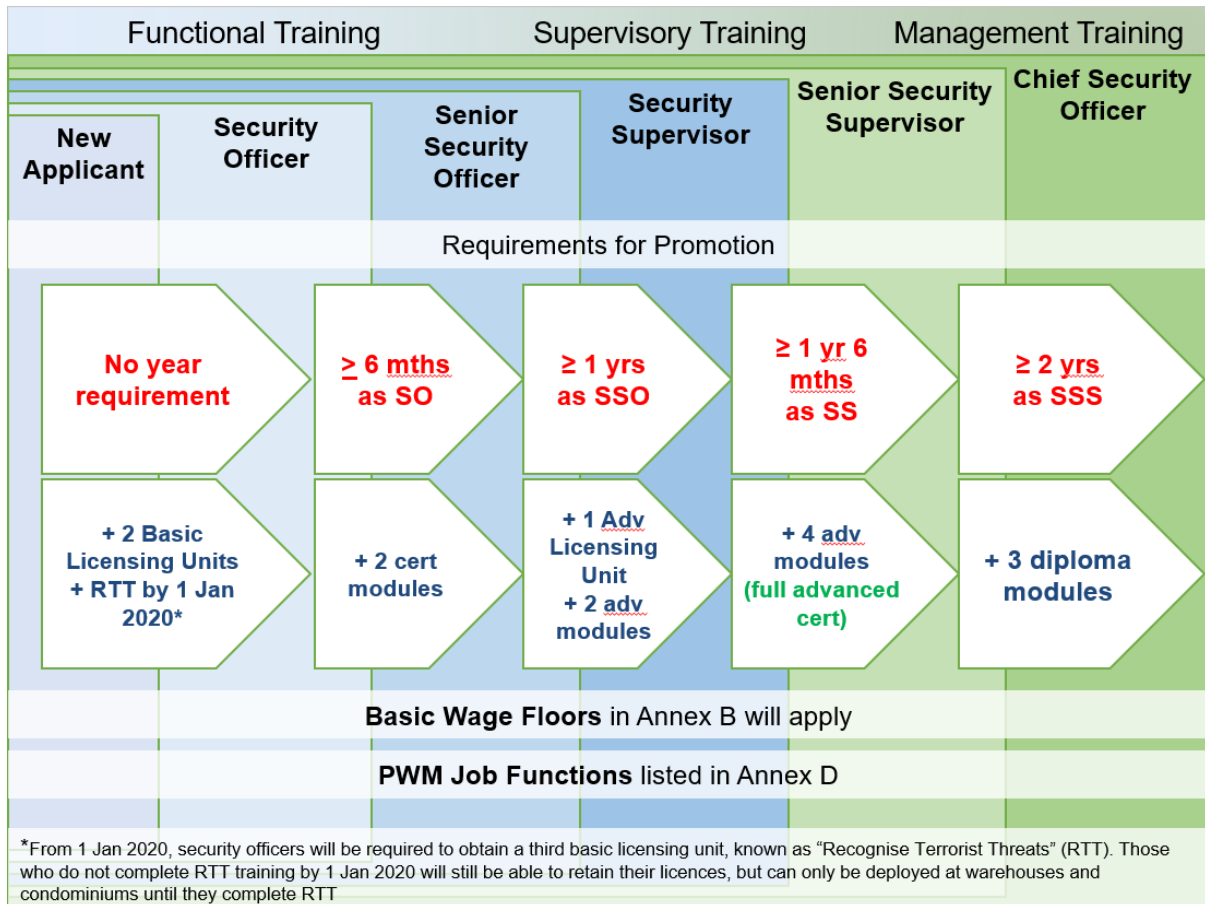 Functional Training
Supervisory Training
Management Training
New
Applicant
Security
Officer
Senior
Security
Officer
Security
Supervisor
Senior Security
Supervisor
Chief Security
Officer
Requirements for Promotion
No year
requirement
≥ 6 mths
as SO
≥ 1 yrs
as SSO
≥ 1 yr 6
mths
as SS
≥ 2 yrs
as SSS
+ 2 Basic
Licensing Units
+ RTT by 1 Jan
2020*
+ 2 cert
modules
+ 1 Adv
Licensing
Unit
+ 2 adv
modules
+ 4 adv
modules
(full advanced
cert)
+ 3 diploma
modules
Basic Wage Floors in Annex B will apply
PWM Job Functions listed in Annex D
*From 1 Jan 2020, security officers will be required to obtain a third basic licensing unit, known as “Recognise Terrorist Threats” (RTT). Those
who do not complete RTT training by 1 Jan 2020 will still be able to retain their licences, but can only be deployed at warehouses and
condominiums until they complete RTT